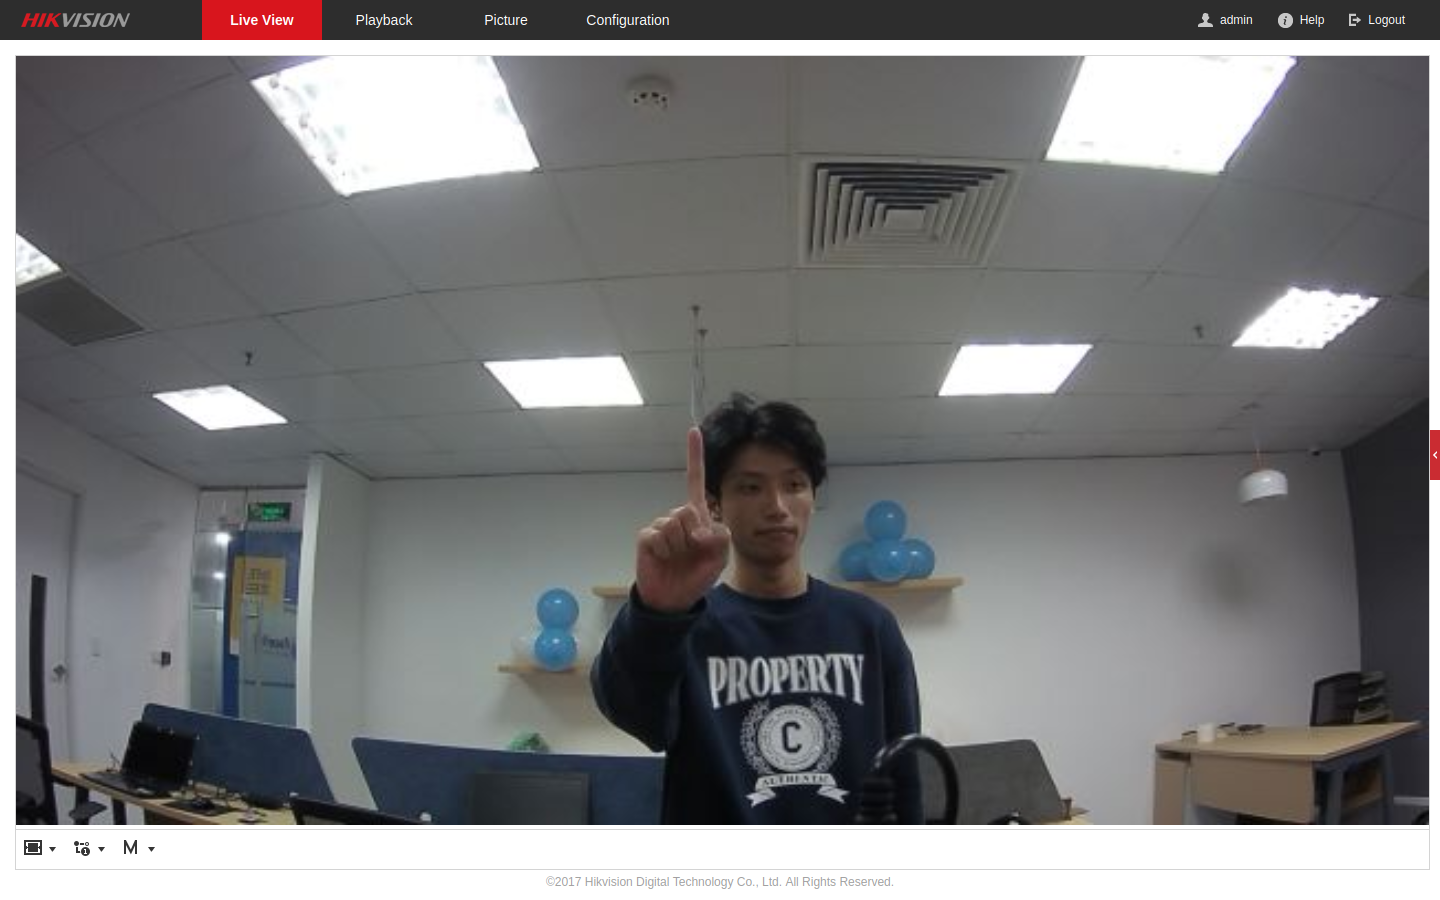 HIKVISION
Live View
Playback
Picture
Configuration
admin
Help
Logout
PROPERTY
C
AUTHENTIC
M
©2017 Hikvision Digital Technology Co., Ltd. All Rights Reserved.